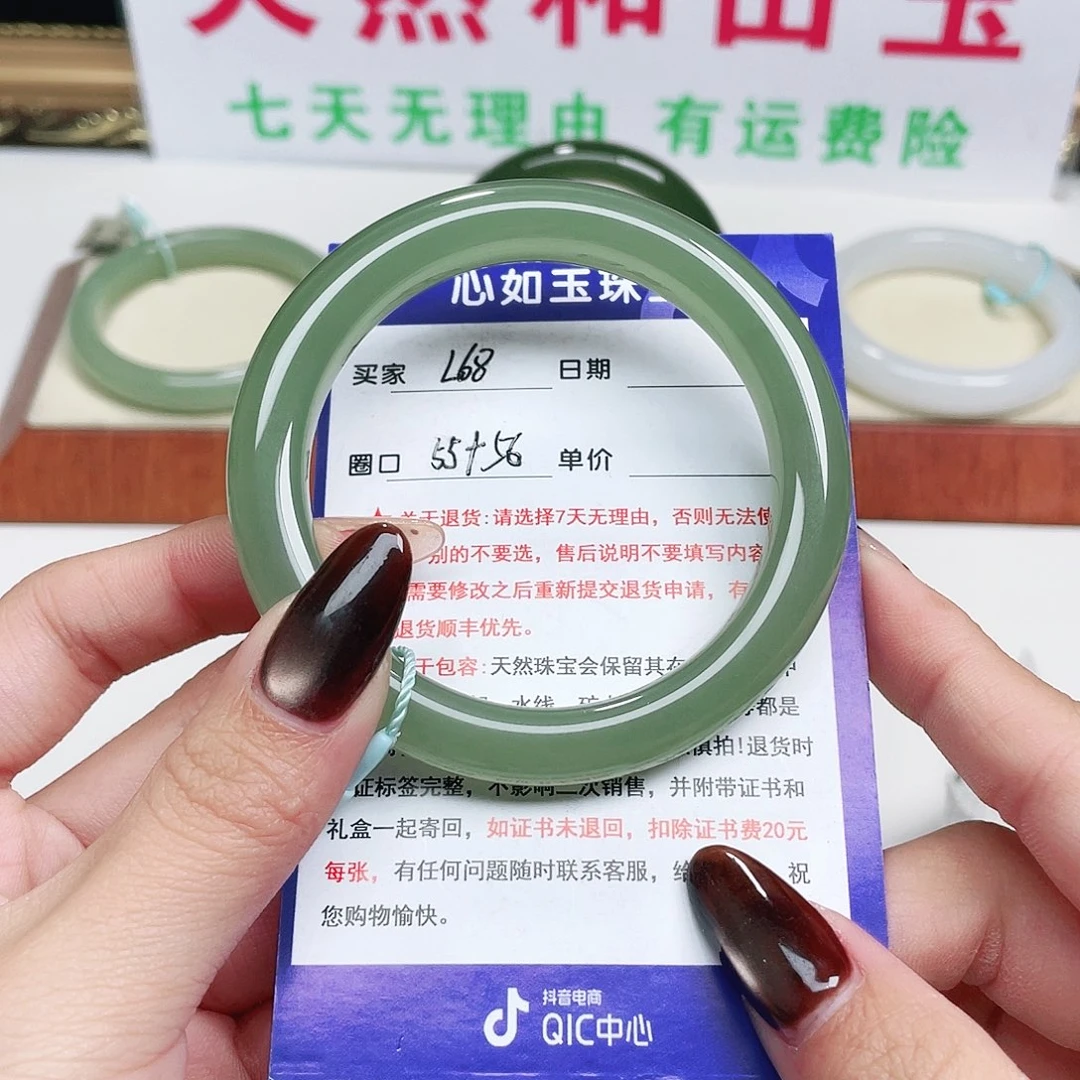 天然和田玉
七天无理由 有运费险
心如玉珠
买家 L68 日期
圈口 55+56 单价
关于退货:请选择7天无理由，否则无法使
别的不要选，售后说明不要填写内容
需要修改之后重新提交退货申请，有
退货顺丰优先。
于包容:天然珠宝会保留其在
水线、矿
都是
慎拍!退货时
证标签完整，不影响二次销售，并附带证书和
礼盒一起寄回，如证书未退回，扣除证书费20元
每张，有任何问题随时联系客服，给 祝
您购物愉快。
抖音电商
QIC中心